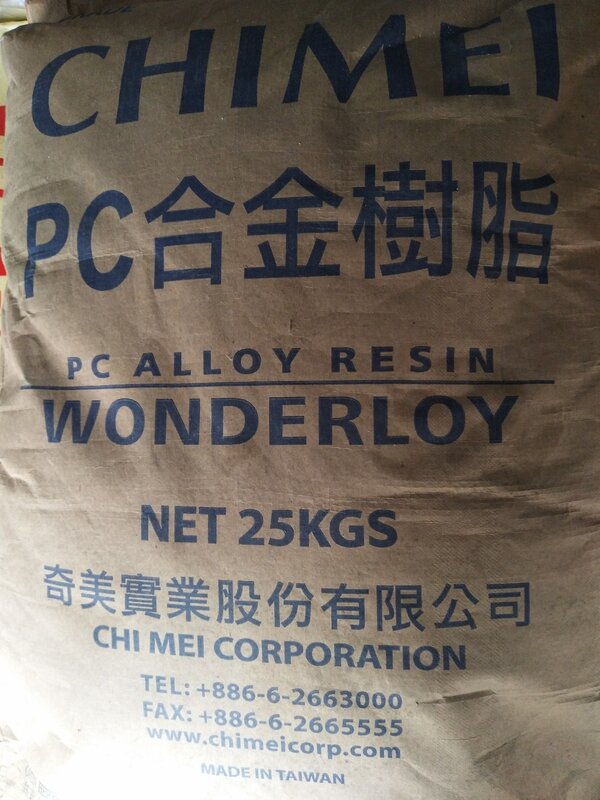 CHIMEI
PC合金樹脂
PC ALLOY RESIN
WONDERLOY
NET 25KGS
奇美實業股份有限公司
CHI MEI CORPORATION
TEL: +886-6-2663000
FAX: +886-6-2665555
www.chimeicorp.com
MADE IN TAIWAN